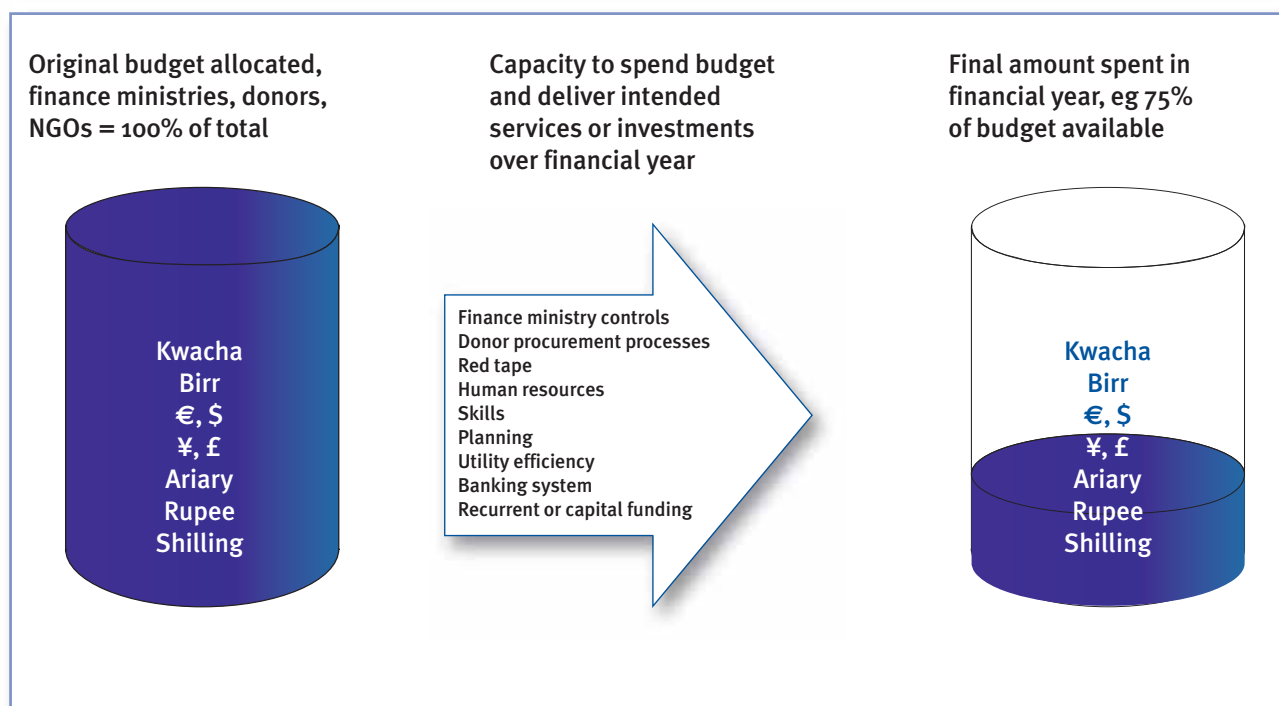 Original budget allocated,
finance ministries, donors,
NGOs = 100% of total
Capacity to spend budget
and deliver intended
services or investments
over financial year
Final amount spent in
financial year, eg 75%
of budget available
Kwacha
Birr
€, $
¥, £
Ariary
Rupee
Shilling
Finance ministry controls
Donor procurement processes
Red tape
Human resources
Skills
Planning
Utility efficiency
Banking system
Recurrent or capital funding
Kwacha
Birr
€, $
¥, £
Ariary
Rupee
Shilling